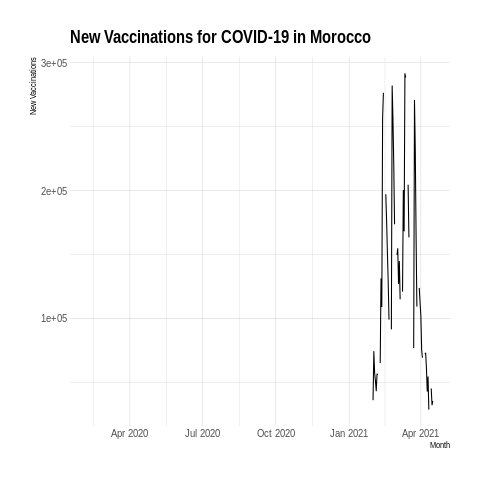 New Vaccinations for COVID-19 in Morocco
New Vaccinations
3e+05
2e+05
1e+05
Apr 2020 Jul 2020 Oct 2020 Jan 2021 Apr 2021
Month